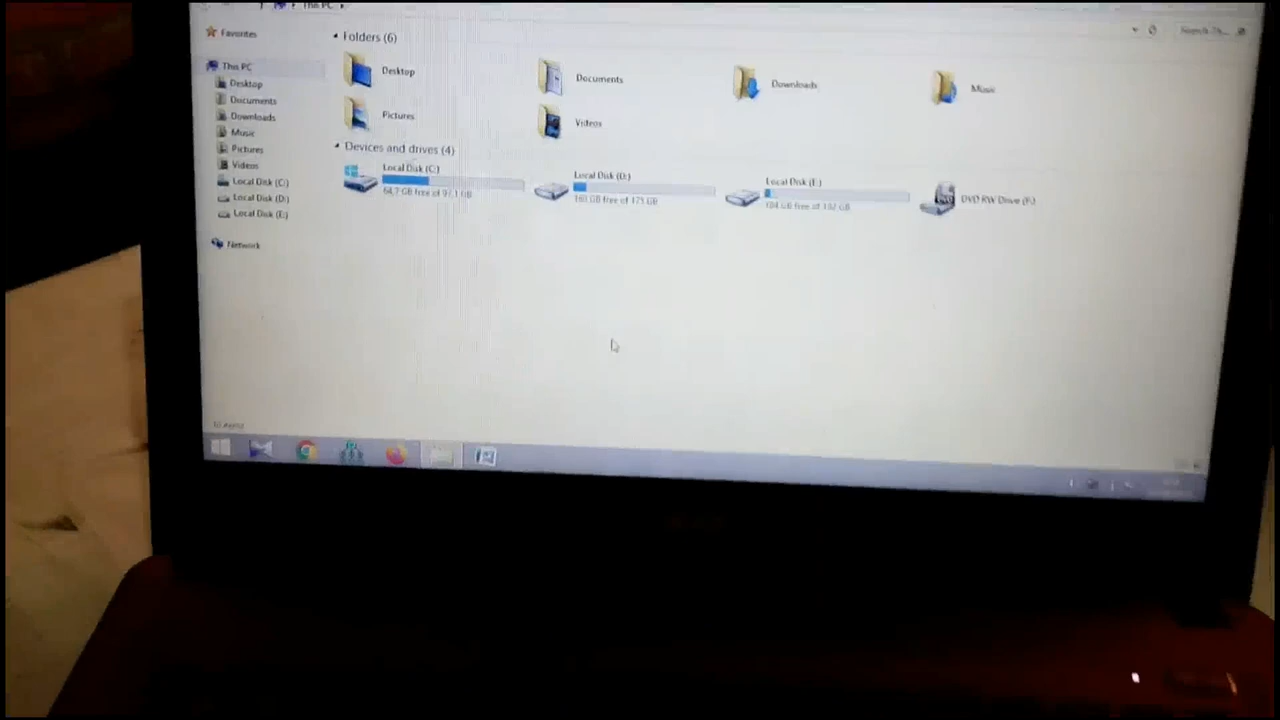 This PC
Favorites
Folders (6)
This PC
Desktop
Documents
Downloads
Music
Pictures
Videos
Local Disk (C:)
Local Disk (D:)
Local Disk (E:)
Network
Desktop
Documents
Downloads
Music
Pictures
Videos
Devices and drives (4)
Local Disk (C:)
64.7 GB free of 97.1 GB
Local Disk (D:)
GB free of 175 GB
Local Disk (E:)
184 GB free of 192 GB
DVD RW Drive (F:)
10 items